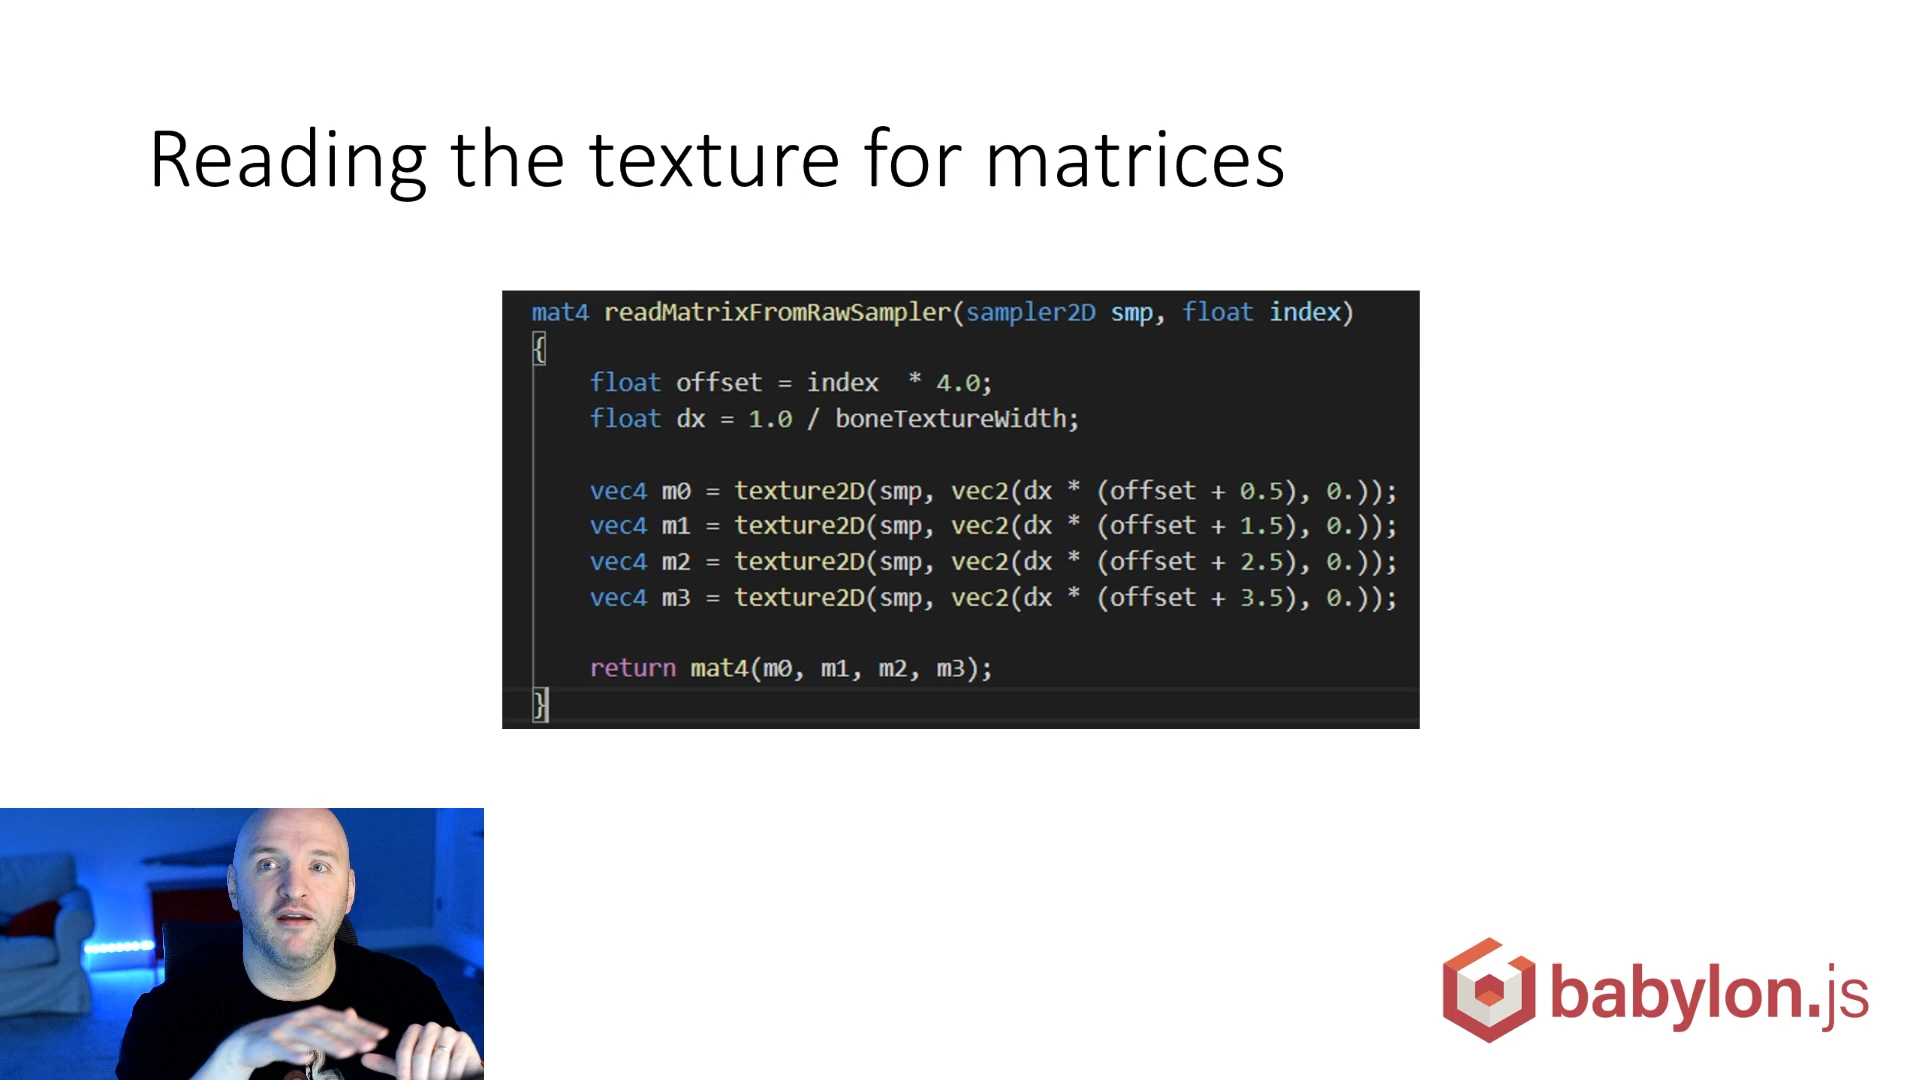 Reading the texture for matrices
mat4 readMatrixFromRawSampler(sampler2D smp, float index)
{
    float offset = index  * 4.0;
    float dx = 1.0 / boneTextureWidth;
    vec4 m0 = texture2D(smp, vec2(dx * (offset + 0.5), 0.));
    vec4 m1 = texture2D(smp, vec2(dx * (offset + 1.5), 0.));
    vec4 m2 = texture2D(smp, vec2(dx * (offset + 2.5), 0.));
    vec4 m3 = texture2D(smp, vec2(dx * (offset + 3.5), 0.));
    return mat4(m0, m1, m2, m3);
}
babylon.js